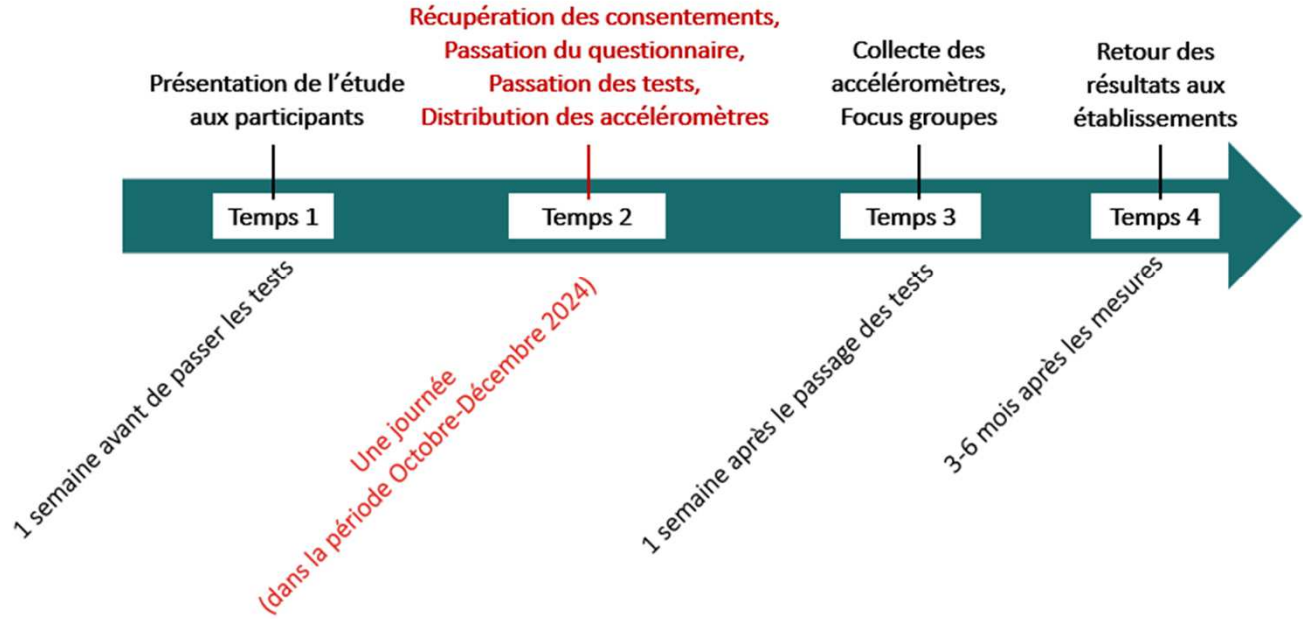 Récupération des consentements,
Passation du questionnaire,
Passation des tests,
Distribution des accéléromètres
Présentation de l'étude
aux participants
Collecte des
accéléromètres,
Focus groupes
Retour des
résultats aux
établissements
Temps 1
Temps 2
Temps 3
Temps 4
1 semaine avant de passer les tests
Une journée
(dans la période Octobre-Décembre 2024)
1 semaine après le passage des tests
3-6 mois après les mesures